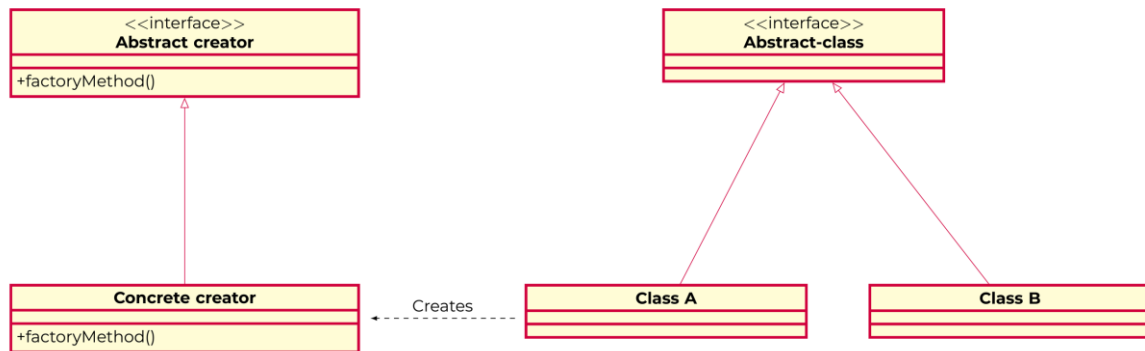 <<interface>>
Abstract creator
+factoryMethod()
<<interface>>
Abstract-class
Concrete creator
+factoryMethod()
Creates
Class A
Class B